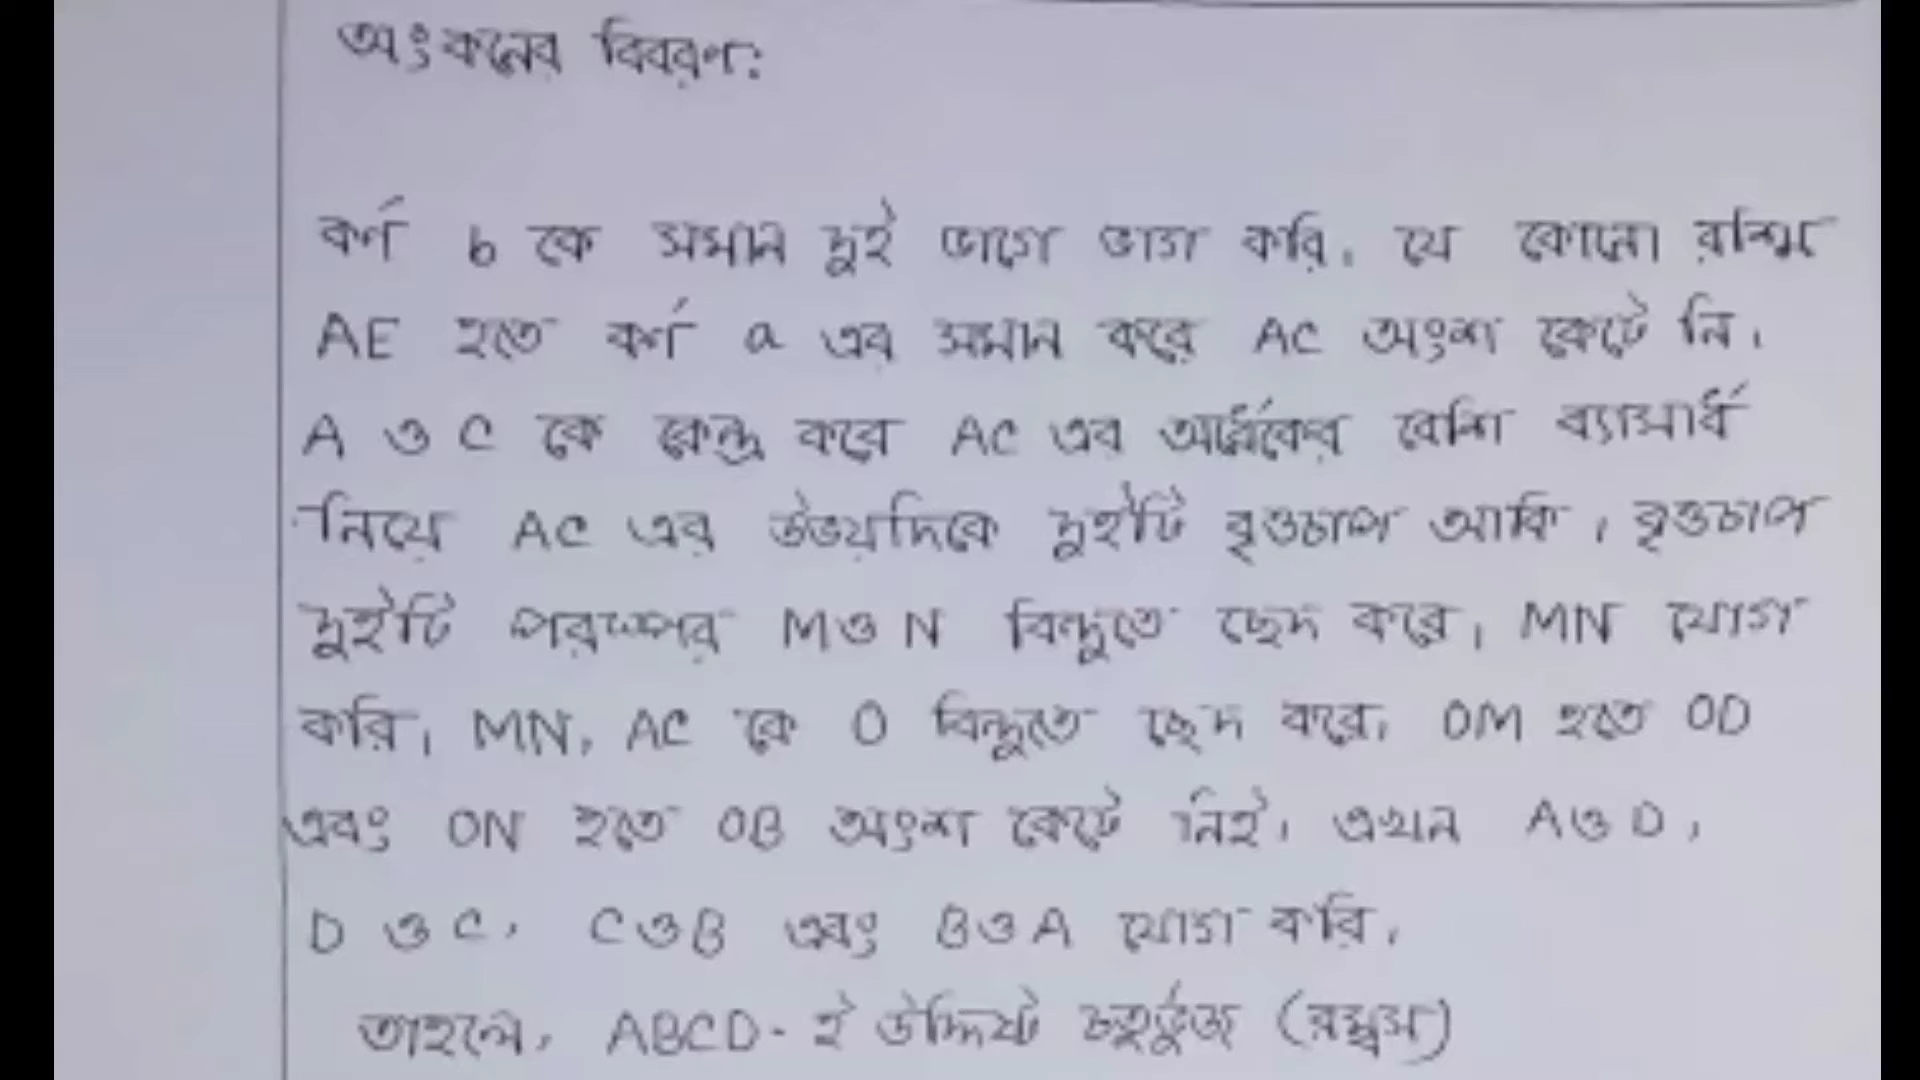 অংকনের বিবরণ:
কর্ণ b কে সমান দুই ভাগে ভাগ করি। যে কোনো রশ্মি
AE হতে কর্ণ a এর সমান করে AC অংশ কেটে নি।
A ও C কে কেন্দ্র করে AC এর অর্ধেকের বেশি ব্যাসার্ধ
নিয়ে AC এর উভয়দিকে দুইটি বৃত্তচাপ আকি। বৃত্তচাপ
দুইটি পরস্পর M ও N বিন্দুতে ছেদ করে। MN যোগ
করি। MN, AC কে O বিন্দুতে ছেদ করে। OM হতে OD
এবং ON হতে OB অংশ কেটে নিই। এখন A ও D,
D ও C, C ও B এবং B ও A যোগ করি।
তাহলে, ABCD-ই উদ্দিষ্ট চতুর্ভুজ (রম্বস)